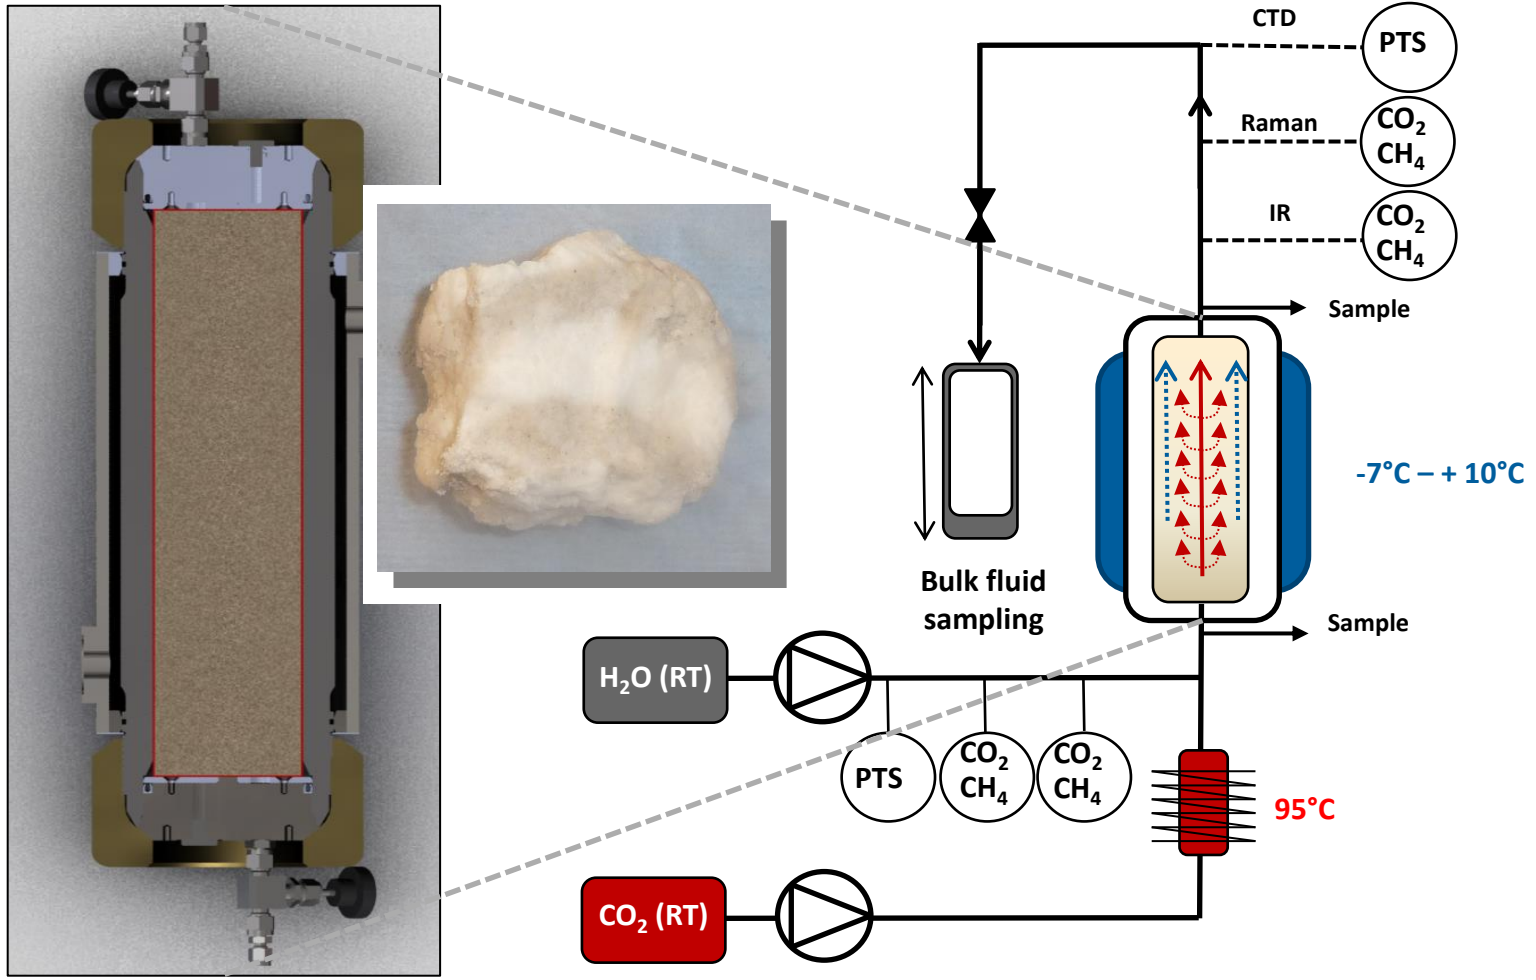 CTD
PTS
Raman
CO₂
CH₄
IR
CO₂
CH₄
Sample
-7°C – + 10°C
Bulk fluid
sampling
Sample
H₂O (RT)
PTS
CO₂
CH₄
CO₂
CH₄
95°C
CO₂ (RT)